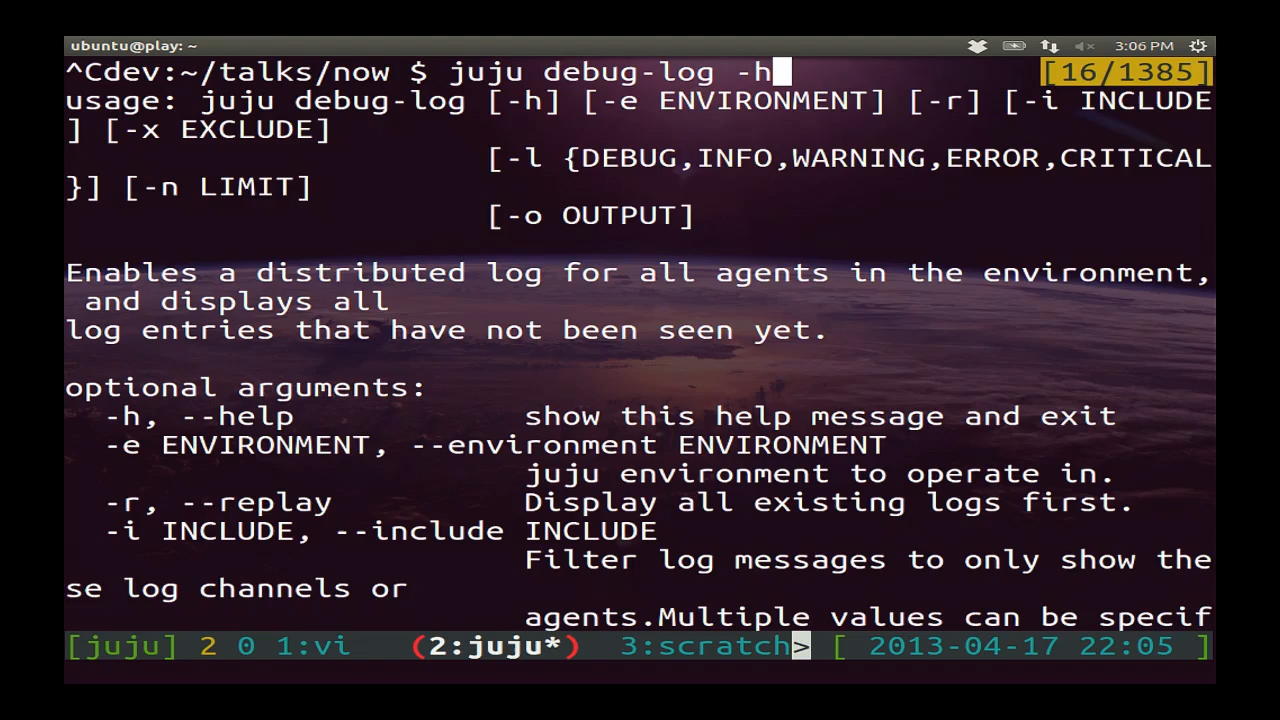 ubuntu@play: ~ 3:06 PM
^Cdev:~/talks/now $ juju debug-log -h [16/1385]
usage: juju debug-log [-h] [-e ENVIRONMENT] [-r] [-i INCLUDE
] [-x EXCLUDE]
[-l {DEBUG,INFO,WARNING,ERROR,CRITICAL
}] [-n LIMIT]
[-o OUTPUT]
Enables a distributed log for all agents in the environment,
and displays all
log entries that have not been seen yet.
optional arguments:
-h, --help show this help message and exit
-e ENVIRONMENT, --environment ENVIRONMENT
juju environment to operate in.
-r, --replay Display all existing logs first.
-i INCLUDE, --include INCLUDE
Filter log messages to only show the
se log channels or
agents.Multiple values can be specif
[juju] 2 0 1:vi (2:juju*) 3:scratch> [ 2013-04-17 22:05 ]